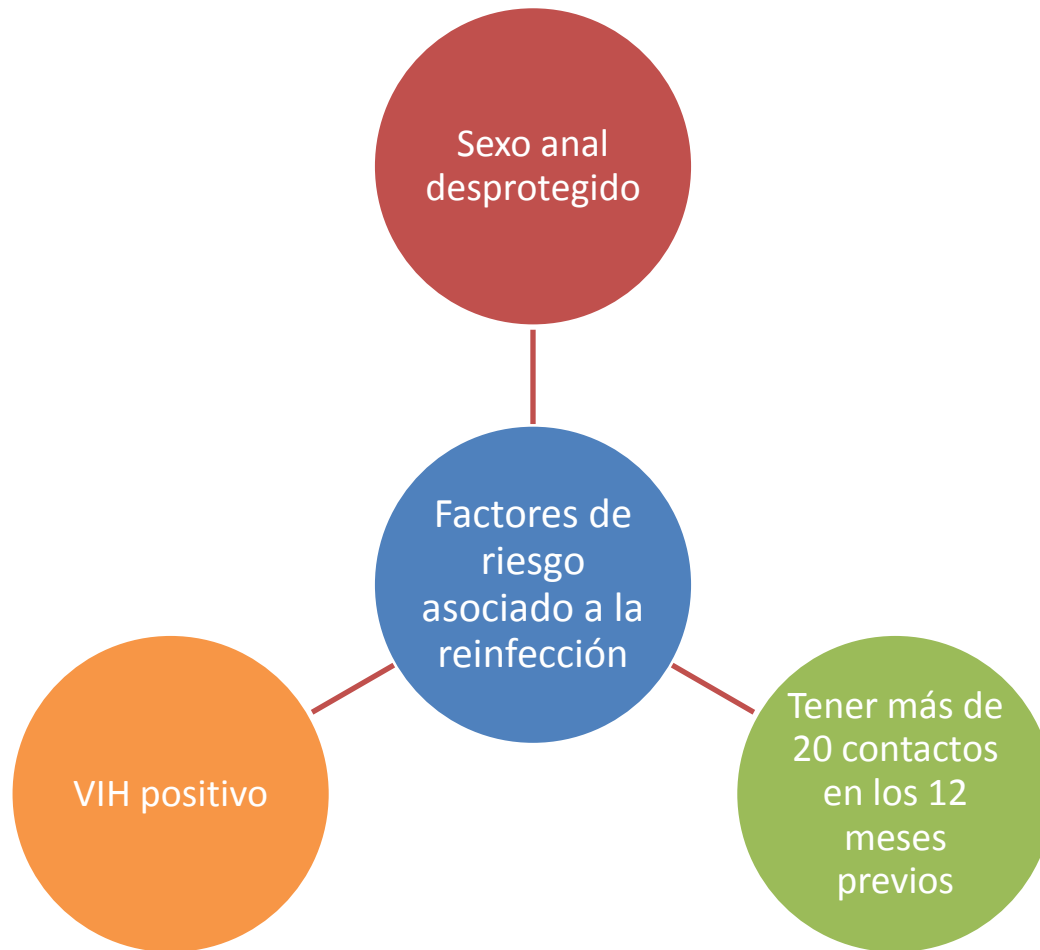 Sexo anal
desprotegido
Factores de
riesgo
asociado a la
reinfección
VIH positivo
Tener más de
20 contactos
en los 12
meses
previos